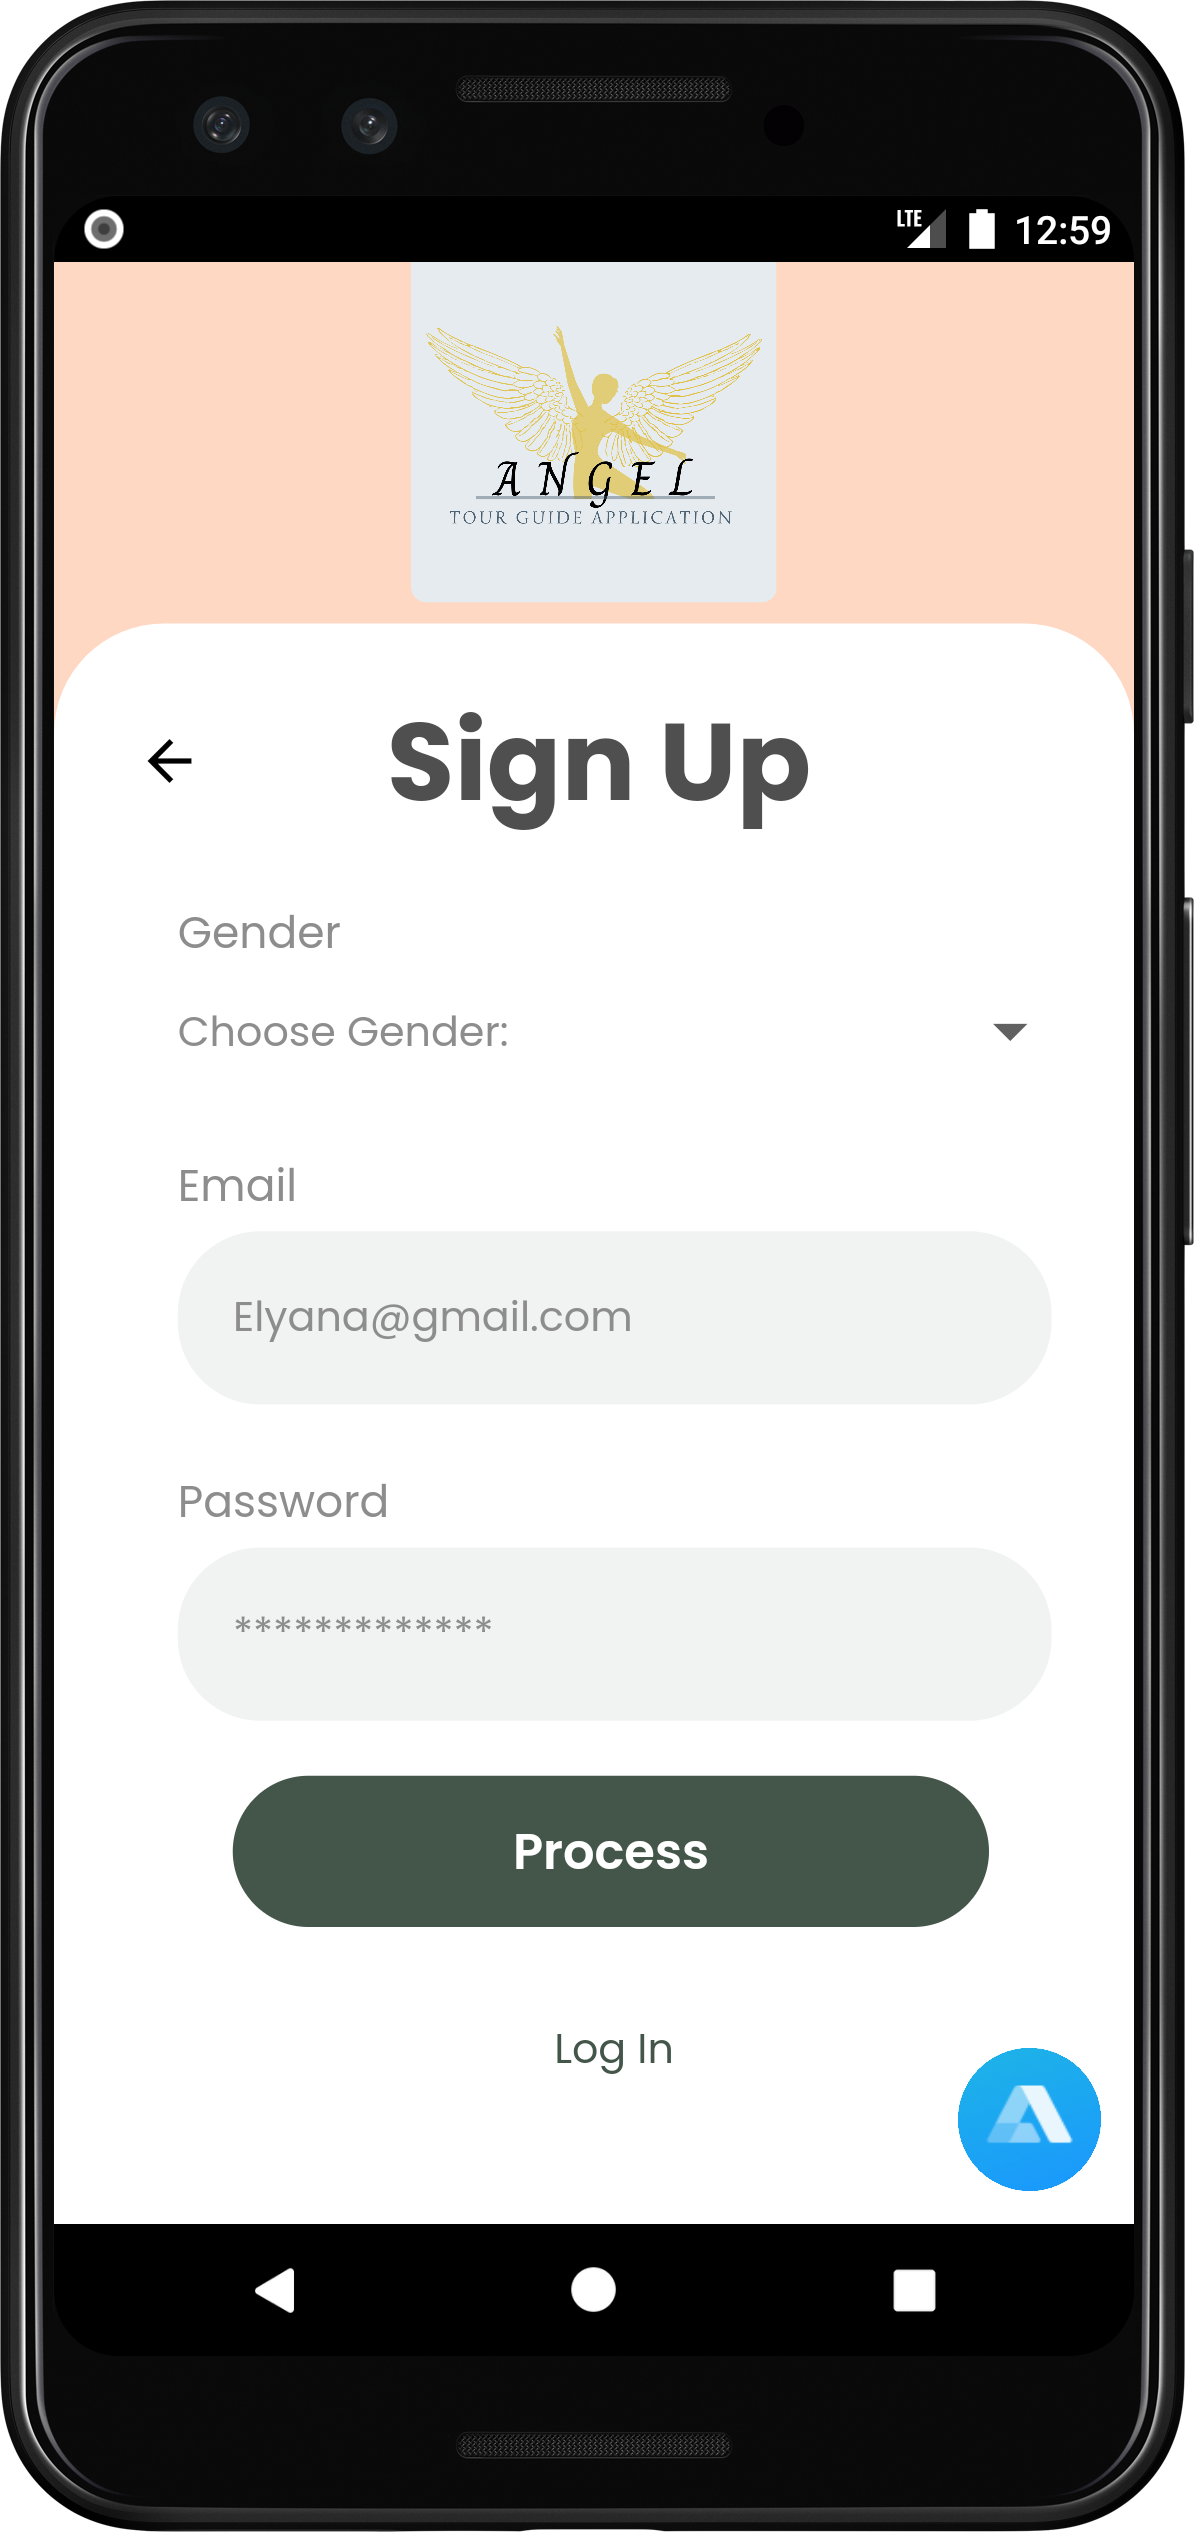 LTE 12:59
ANGEL
TOUR GUIDE APPLICATION
Sign Up
Gender
Choose Gender:
Email
Elyana@gmail.com
Password
*************
Process
Log In